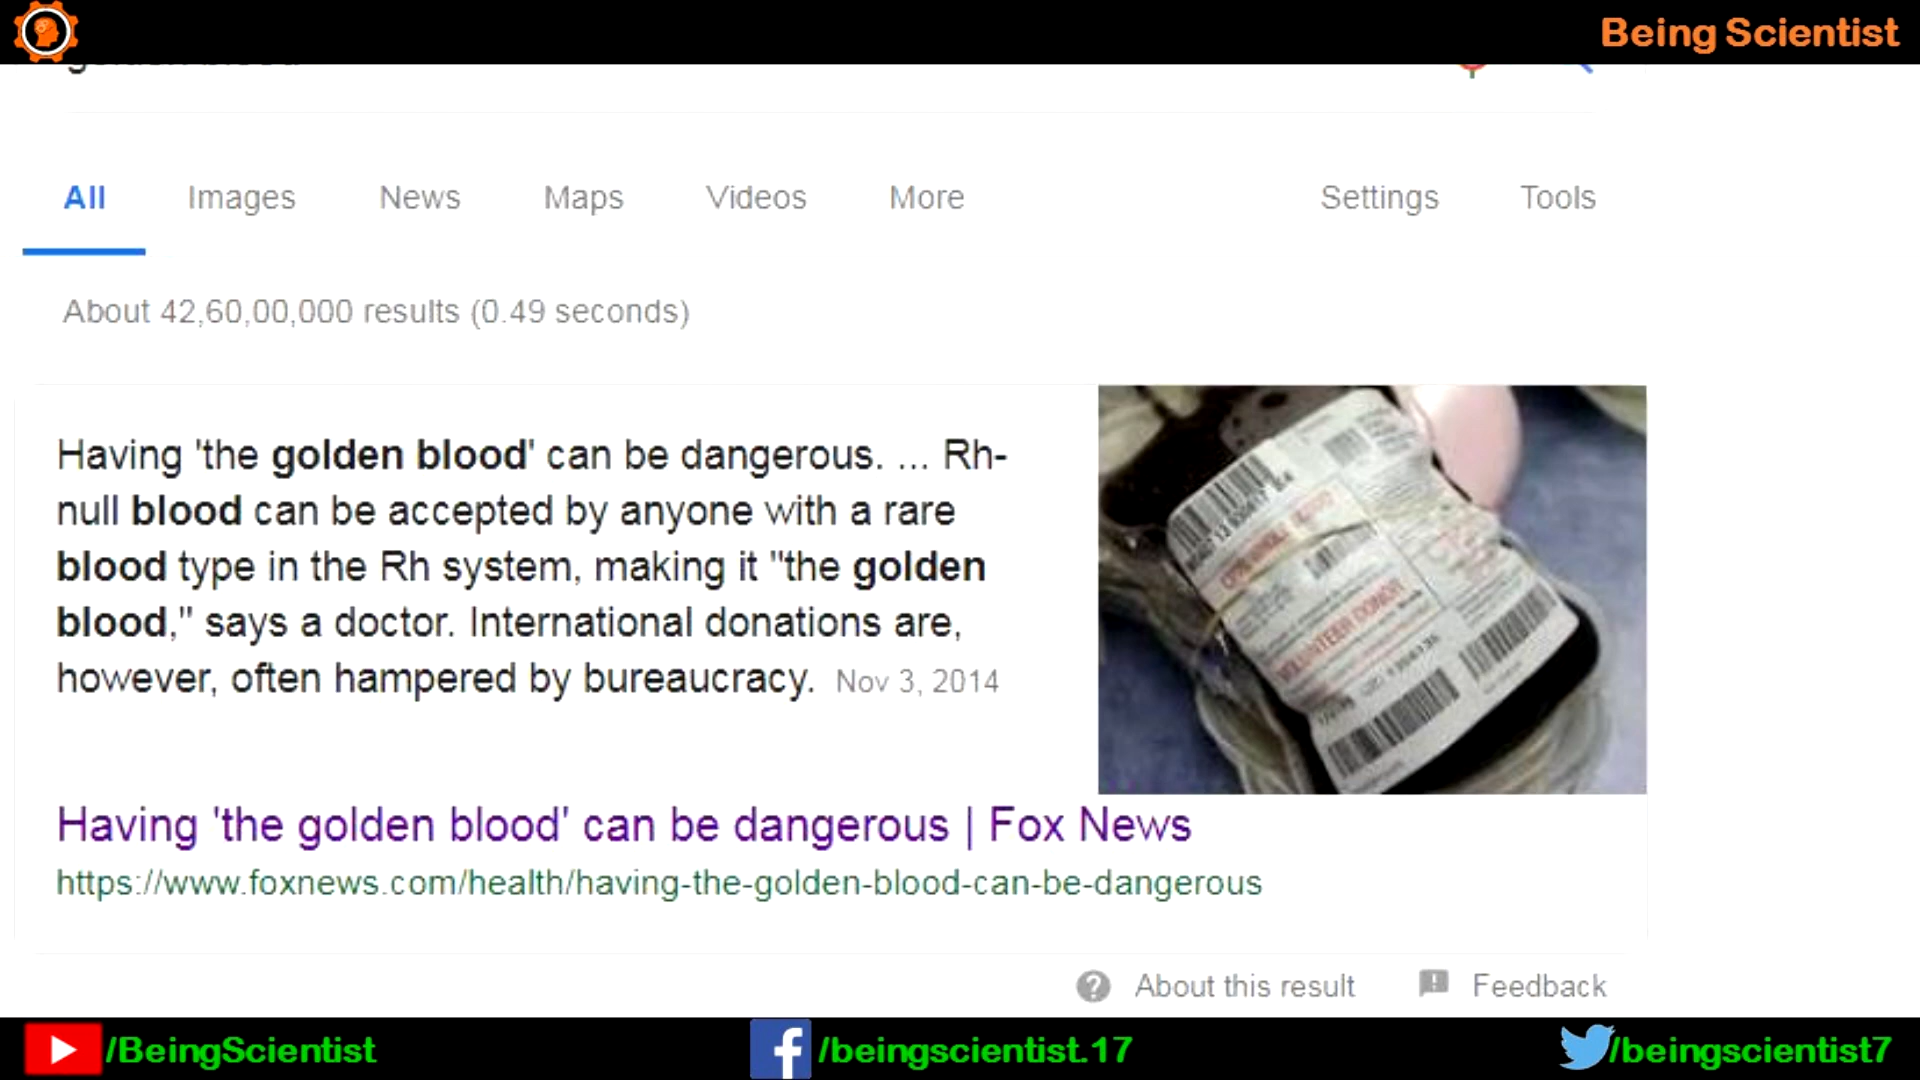 Being Scientist
All Images News Maps Videos More Settings Tools
About 42,60,00,000 results (0.49 seconds)
Having 'the golden blood' can be dangerous. ... Rh-
null blood can be accepted by anyone with a rare
blood type in the Rh system, making it "the golden
blood," says a doctor. International donations are,
however, often hampered by bureaucracy. Nov 3, 2014
VOLUNTEER DONOR
Having 'the golden blood' can be dangerous | Fox News
https://www.foxnews.com/health/having-the-golden-blood-can-be-dangerous
About this result Feedback
/BeingScientist /beingscientist.17 /beingscientist7